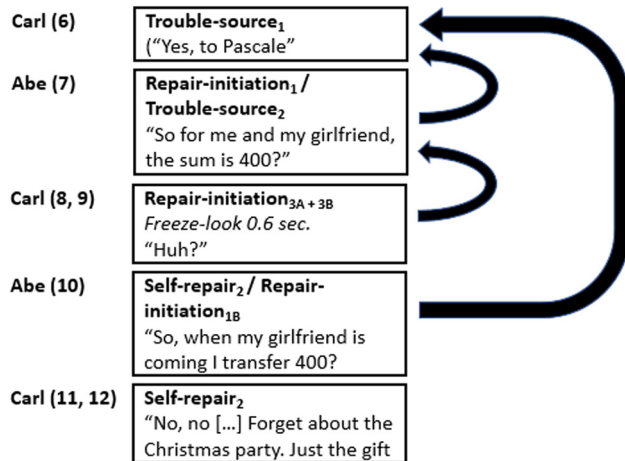 Carl (6) Trouble-source₁
(“Yes, to Pascale”
Abe (7) Repair-initiation₁ /
Trouble-source₂
“So for me and my girlfriend,
the sum is 400?”
Carl (8, 9) Repair-initiation₃A + 3B
Freeze-look 0.6 sec.
“Huh?”
Abe (10) Self-repair₂ / Repair-
initiation₁B
“So, when my girlfriend is
coming I transfer 400?
Carl (11, 12) Self-repair₂
“No, no […] Forget about the
Christmas party. Just the gift